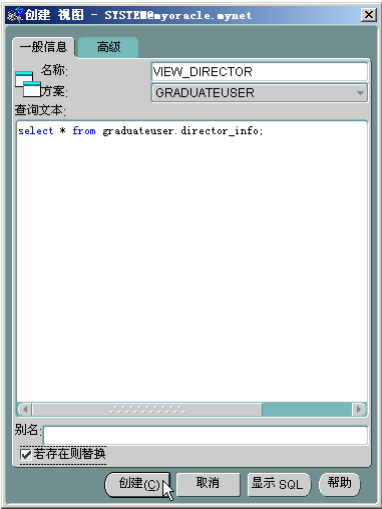 创建 视图 - SYSTEM@myoracle.mynet
一般信息 高级
名称: VIEW_DIRECTOR
方案: GRADUATEUSER
查询文本:
select * from graduateuser.director_info;
别名:
若存在则替换
创建(C) 取消 显示 SQL 帮助